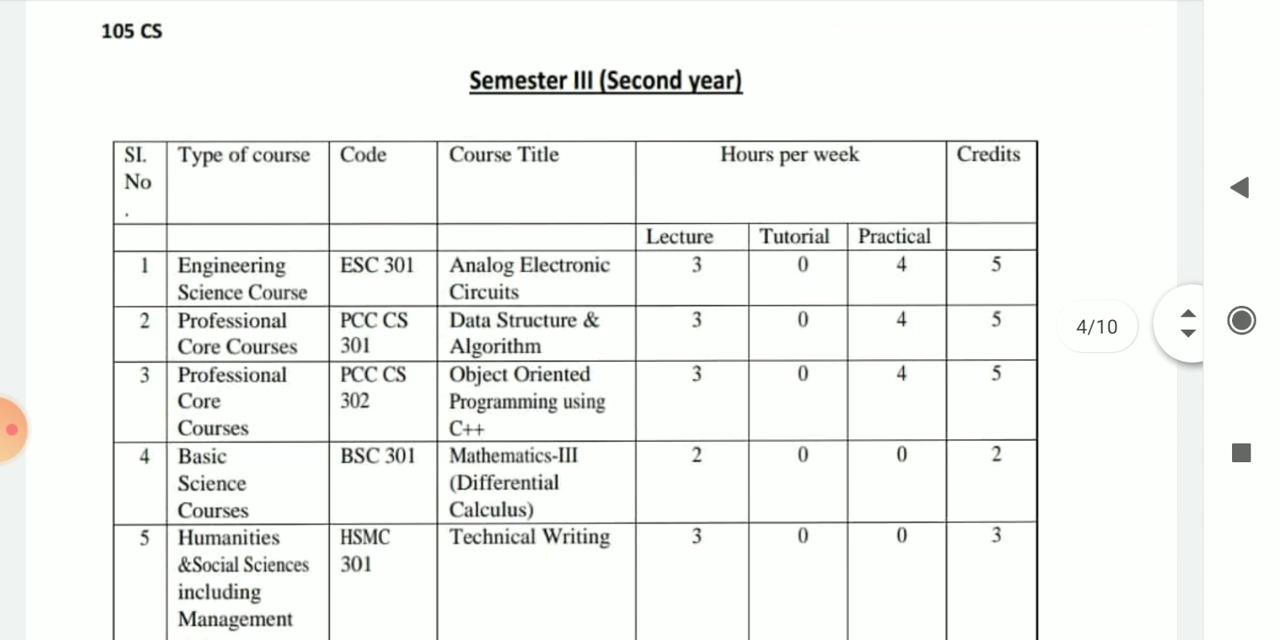 105 CS
Semester III (Second year)
SI. No . Type of course Code Course Title Hours per week Credits
Lecture Tutorial Practical
1 Engineering Science Course ESC 301 Analog Electronic Circuits 3 0 4 5
2 Professional Core Courses PCC CS 301 Data Structure & Algorithm 3 0 4 5
3 Professional Core Courses PCC CS 302 Object Oriented Programming using C++ 3 0 4 5
4 Basic Science Courses BSC 301 Mathematics-III (Differential Calculus) 2 0 0 2
5 Humanities &Social Sciences including Management HSMC 301 Technical Writing 3 0 0 3
4/10